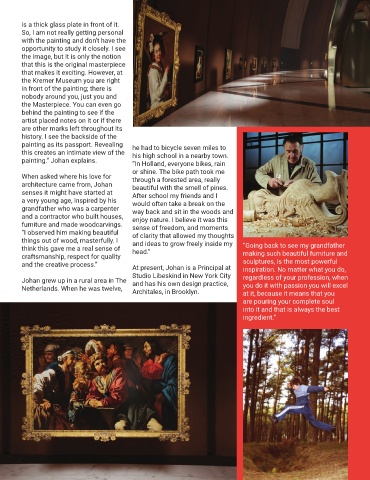 is a thick glass plate in front of it.
So, I am not really getting personal
with the painting and don't have the
opportunity to study it closely. I see
the image, but it is only the notion
that this is the original masterpiece
that makes it exciting. However, at
the Kremer Museum you are right
in front of the painting; there is
nobody around you, just you and
the Masterpiece. You can even go
behind the painting to see if the
artist placed notes on it or if there
are other marks left throughout its
history. I see the backside of the
painting as its passport. Revealing
this creates an intimate view of the
painting." Johan explains.
When asked where his love for
architecture came from, Johan
senses it might have started at
a very young age, inspired by his
grandfather who was a carpenter
and a contractor who built houses,
furniture and made woodcarvings.
"I observed him making beautiful
things out of wood, masterfully. I
think this gave me a real sense of
craftsmanship, respect for quality
and the creative process."
Johan grew up in a rural area in The
Netherlands. When he was twelve,
he had to bicycle seven miles to
his high school in a nearby town.
"In Holland, everyone bikes, rain
or shine. The bike path took me
through a forested area, really
beautiful with the smell of pines.
After school my friends and I
would often take a break on the
way back and sit in the woods and
enjoy nature. I believe it was this
sense of freedom, and moments
of clarity that allowed my thoughts
and ideas to grow freely inside my
head."
At present, Johan is a Principal at
Studio Libeskind in New York City
and has his own design practice,
Architales, in Brooklyn.
"Going back to see my grandfather
making such beautiful furniture and
sculptures, is the most powerful
inspiration. No matter what you do,
regardless of your profession, when
you do it with passion you will excel
at it, because it means that you
are pouring your complete soul
into it and that is always the best
ingredient."